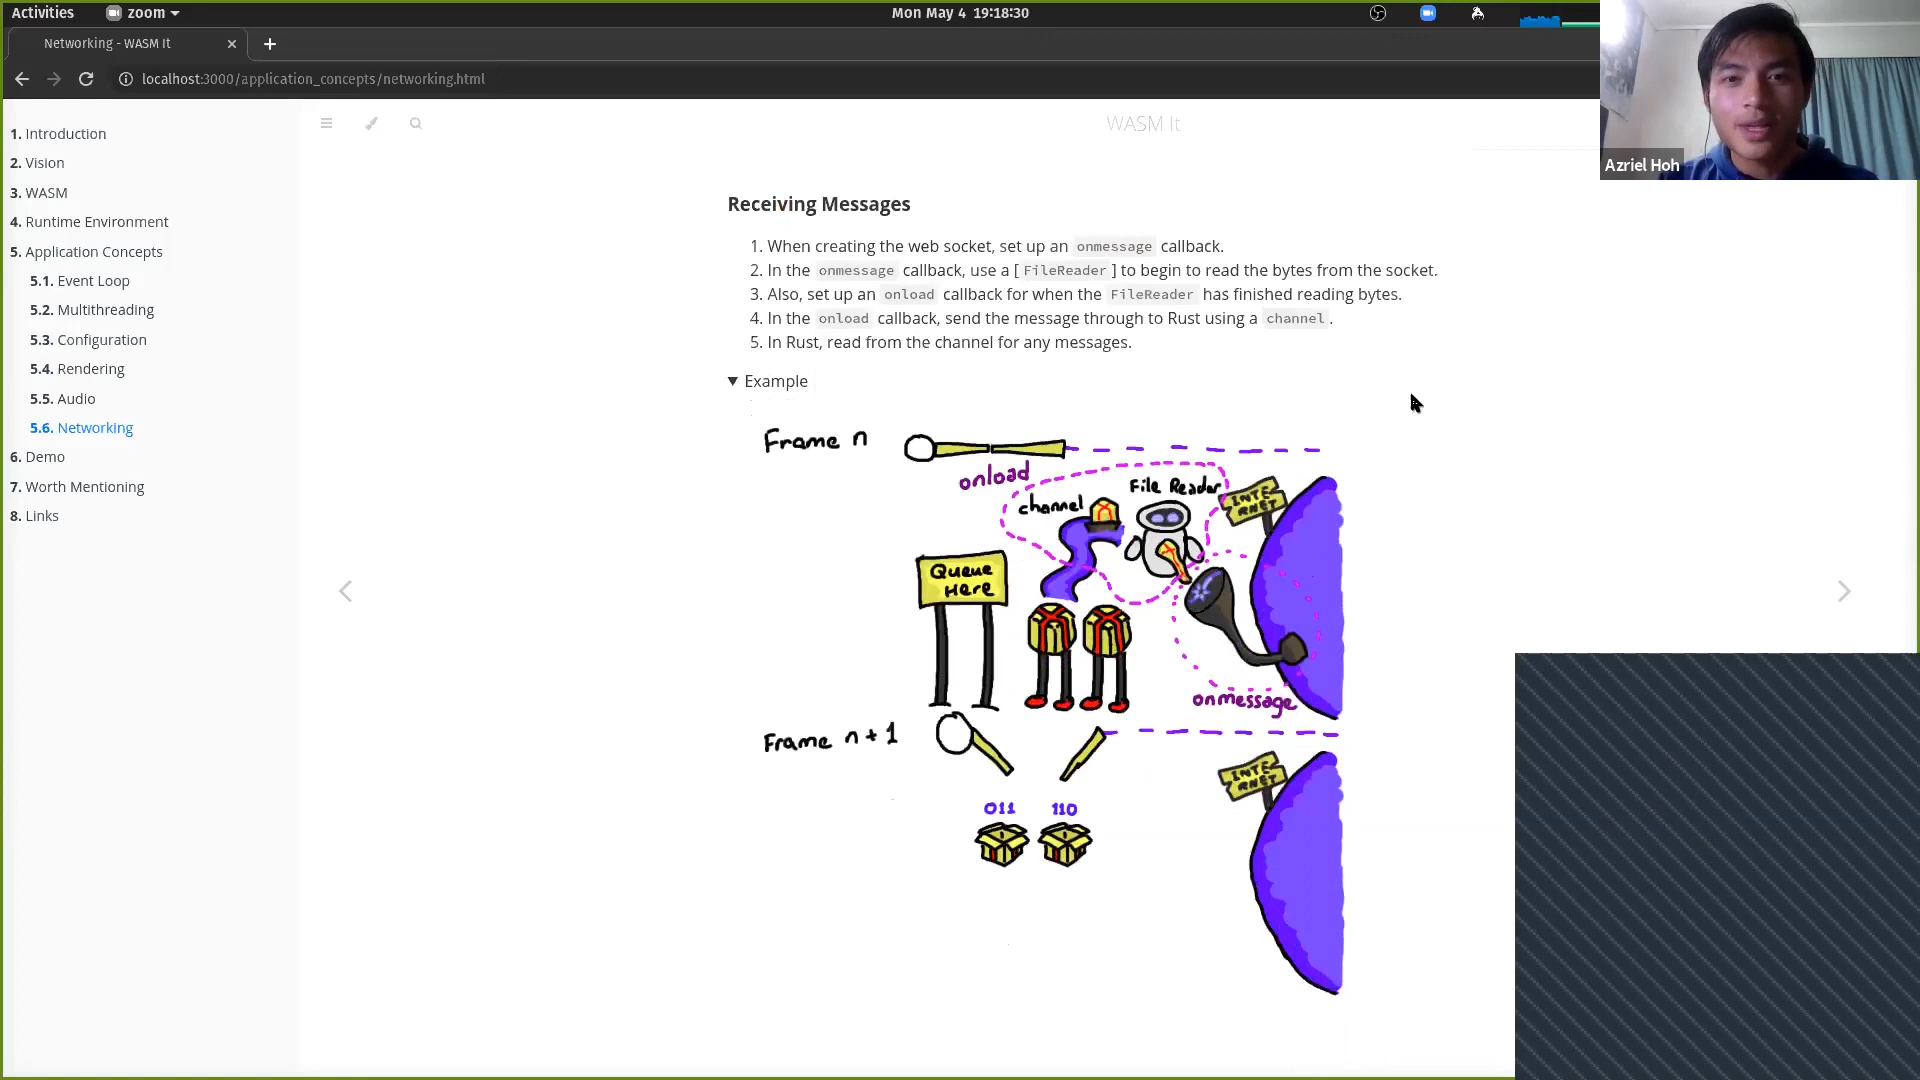 Activities
zoom
Mon May 4 19:18:30
Networking - WASM It
localhost:3000/application_concepts/networking.html
Azriel Hoh
1. Introduction
2. Vision
3. WASM
4. Runtime Environment
5. Application Concepts
5.1. Event Loop
5.2. Multithreading
5.3. Configuration
5.4. Rendering
5.5. Audio
5.6. Networking
6. Demo
7. Worth Mentioning
8. Links
WASM It
Receiving Messages
1. When creating the web socket, set up an onmessage callback.
2. In the onmessage callback, use a [ FileReader ] to begin to read the bytes from the socket.
3. Also, set up an onload callback for when the FileReader has finished reading bytes.
4. In the onload callback, send the message through to Rust using a channel .
5. In Rust, read from the channel for any messages.
Example
Frame n
onload
channel
File Reader
INTE
RNET
Queue
Here
onmessage
Frame n + 1
INTE
RNET
011 110